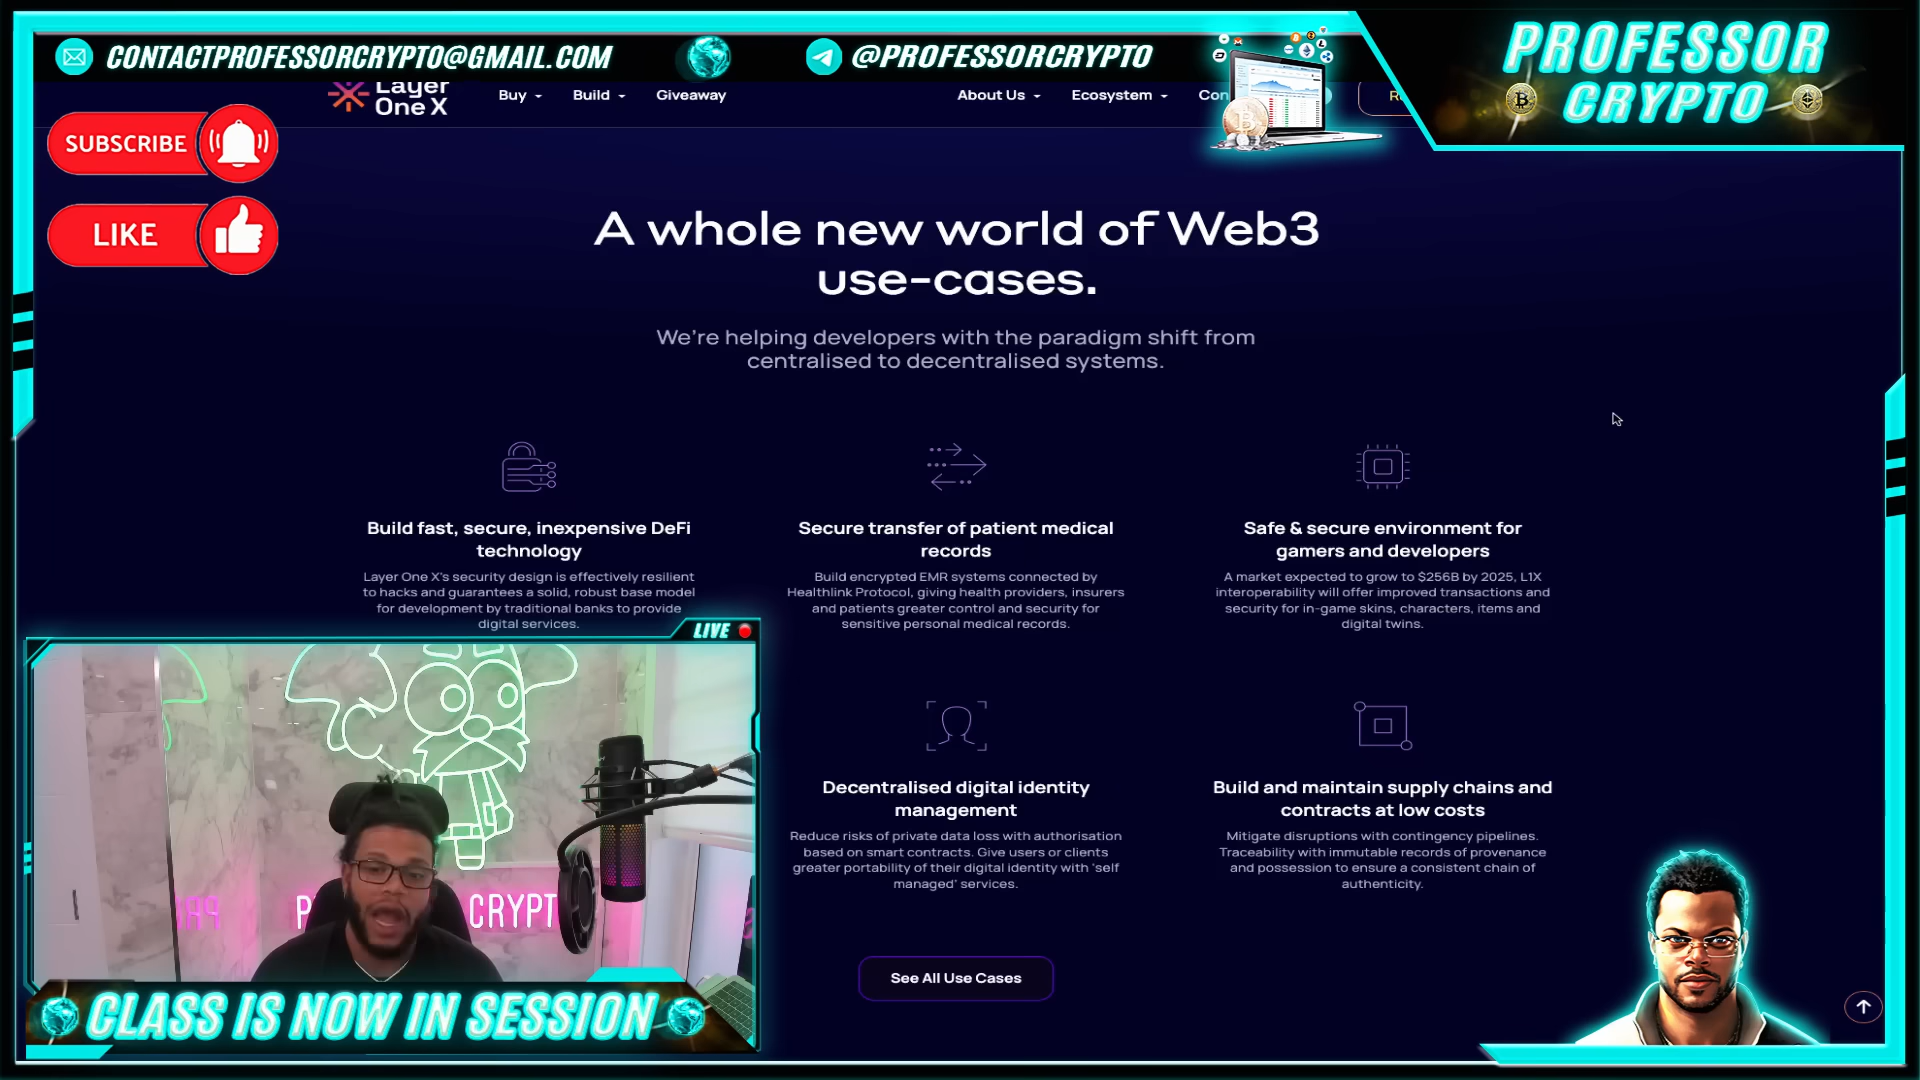 CONTACTPROFESSORCRYPTO@GMAIL.COM
@PROFESSORCRYPTO
PROFESSOR
CRYPTO
Layer
One X
Buy
Build
Giveaway
About Us
Ecosystem
SUBSCRIBE
LIKE
A whole new world of Web3
use-cases.
We're helping developers with the paradigm shift from
centralised to decentralised systems.
Build fast, secure, inexpensive DeFi
technology
Layer One X's security design is effectively resilient
to hacks and guarantees a solid, robust base model
for development by traditional banks to provide
digital services.
Secure transfer of patient medical
records
Build encrypted EMR systems connected by
Healthlink Protocol, giving health providers, insurers
and patients greater control and security for
sensitive personal medical records.
Safe & secure environment for
gamers and developers
A market expected to grow to $256B by 2025, L1X
interoperability will offer improved transactions and
security for in-game skins, characters, items and
digital twins.
LIVE
Decentralised digital identity
management
Reduce risks of private data loss with authorisation
based on smart contracts. Give users or clients
greater portability of their digital identity with 'self
managed' services.
Build and maintain supply chains and
contracts at low costs
Mitigate disruptions with contingency pipelines.
Traceability with immutable records of provenance
and possession to ensure a consistent chain of
authenticity.
CRYPT
See All Use Cases
CLASS IS NOW IN SESSION